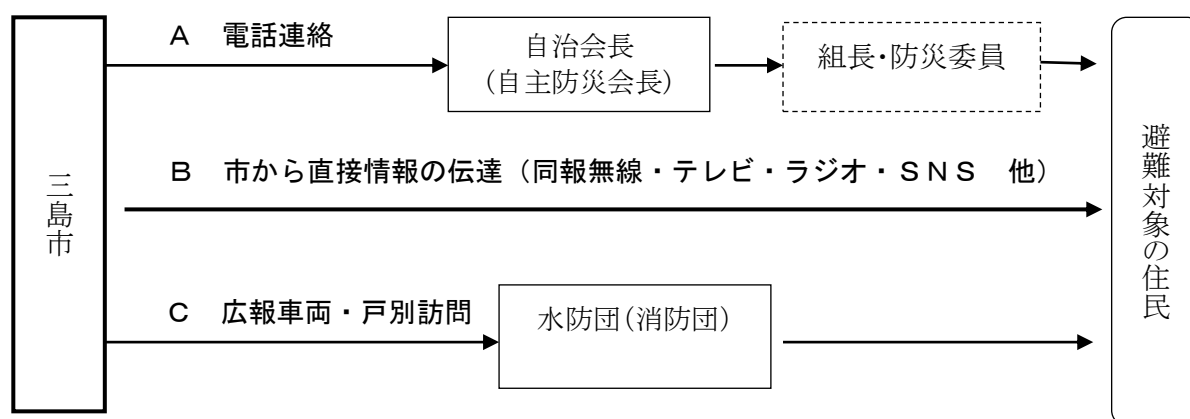 三島市
A　電話連絡
自治会長
(自主防災会長)
組長・防災委員
B　市から直接情報の伝達（同報無線・テレビ・ラジオ・ＳＮＳ　他）
C　広報車両・戸別訪問
水防団(消防団)
避難対象の住民